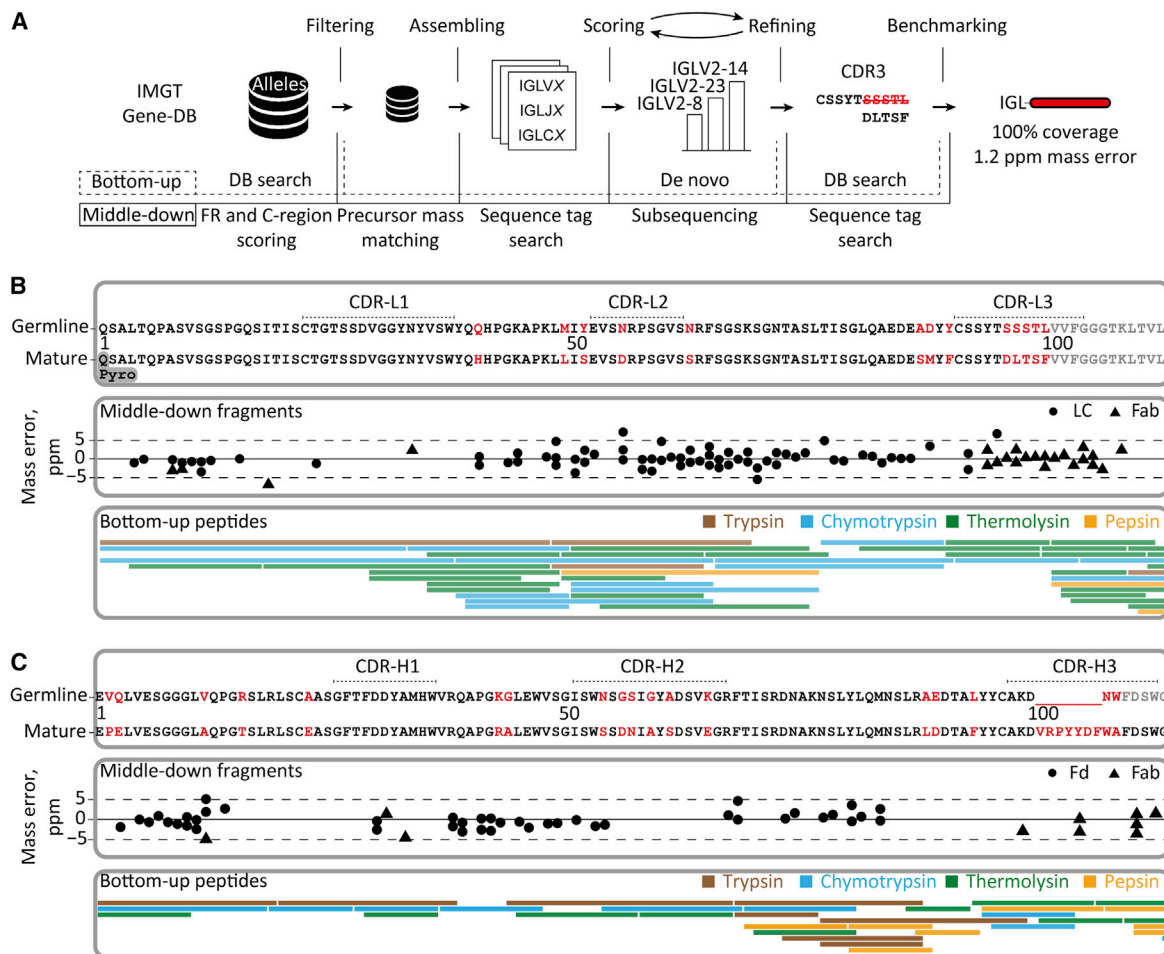 A
Filtering Assembling Scoring Refining Benchmarking
IMGT
Gene-DB
Alleles
IGLVX
IGLJX
IGLCX
IGLV2-14
IGLV2-23
IGLV2-8
CDR3
CSSYTSSSTL
DLTSF
IGL
100% coverage
1.2 ppm mass error
Bottom-up DB search De novo DB search
Middle-down FR and C-region scoring Precursor mass matching Sequence tag search Subsequencing Sequence tag search
B
CDR-L1 CDR-L2 CDR-L3
Germline QSALTQPASVSGSPGQSITISCTGTSSDVGGYNYVSWYQQHPGKAPKLMIYEVSNRPSGVSNRFSGSKSGNTASLTISGLQAEDEADYYCSSYTSSSTLVVFGGGTKLTVL
1 50 100
Mature QSALTQPASVSGSPGQSITISCTGTSSDVGGYNYVSWYQHHPGKAPKLLISEVSDRPSGVSSRFSGSKSGNTASLTISGLQAEDESMYFCSSYTDLTSFVVFGGGTKLTVL
Pyro
Middle-down fragments LC Fab
Mass error, ppm
5
0
−5
Bottom-up peptides Trypsin Chymotrypsin Thermolysin Pepsin
C
CDR-H1 CDR-H2 CDR-H3
Germline EVQLVESGGGLVQPGRSLRLSCAASGFTFDDYAMHWVRQAPGKGLEWVSGISWNSGSIGYADSVKGRFTISRDNAKNSLYLQMNSLRAEDTALYYCAKD_______NWFDSWG
1 50 100
Mature EPELVESGGGLAQPGTSLRLSCEASGFTFDDYAMHWVRQAPGRALEWVSGISWSSDNIAYSDSVEGRFTISRDNAKNSLYLQMNSLRLDDTAFYYCAKDVRPYYDFWAFDSWG
Middle-down fragments Fd Fab
Mass error, ppm
5
0
−5
Bottom-up peptides Trypsin Chymotrypsin Thermolysin Pepsin